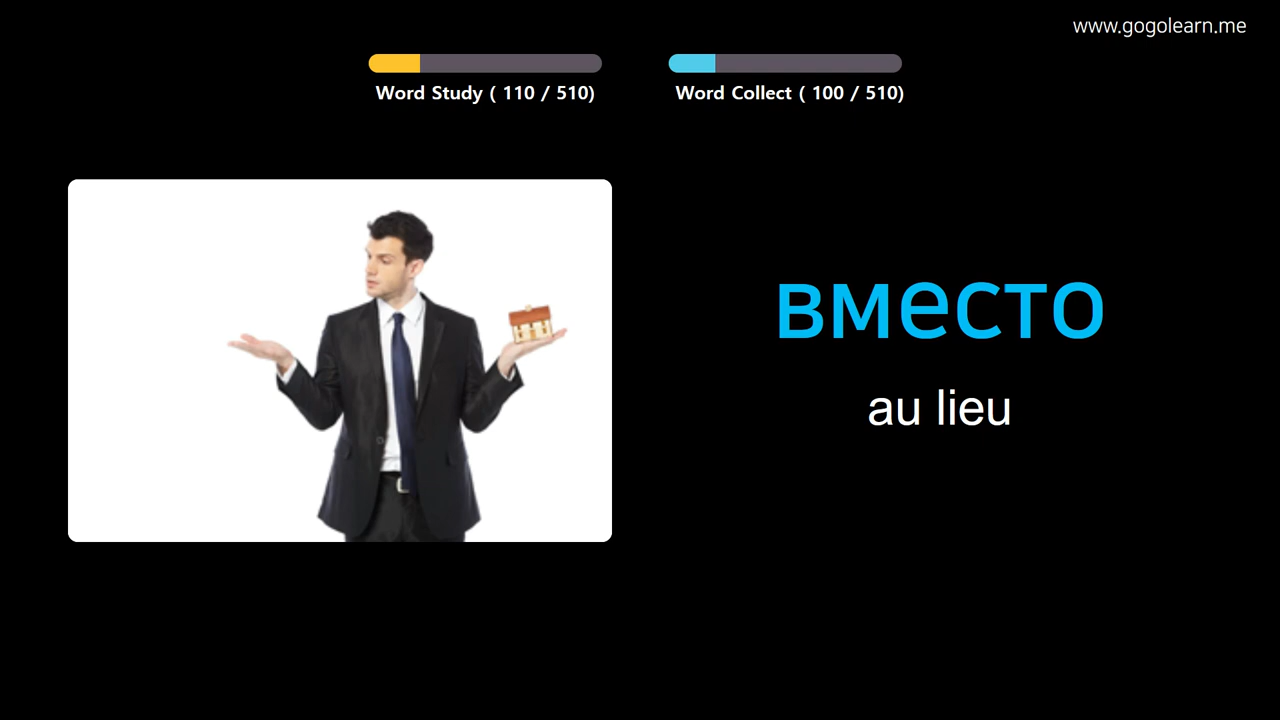 www.gogolearn.me
Word Study ( 110 / 510)
Word Collect ( 100 / 510)
вместо
au lieu